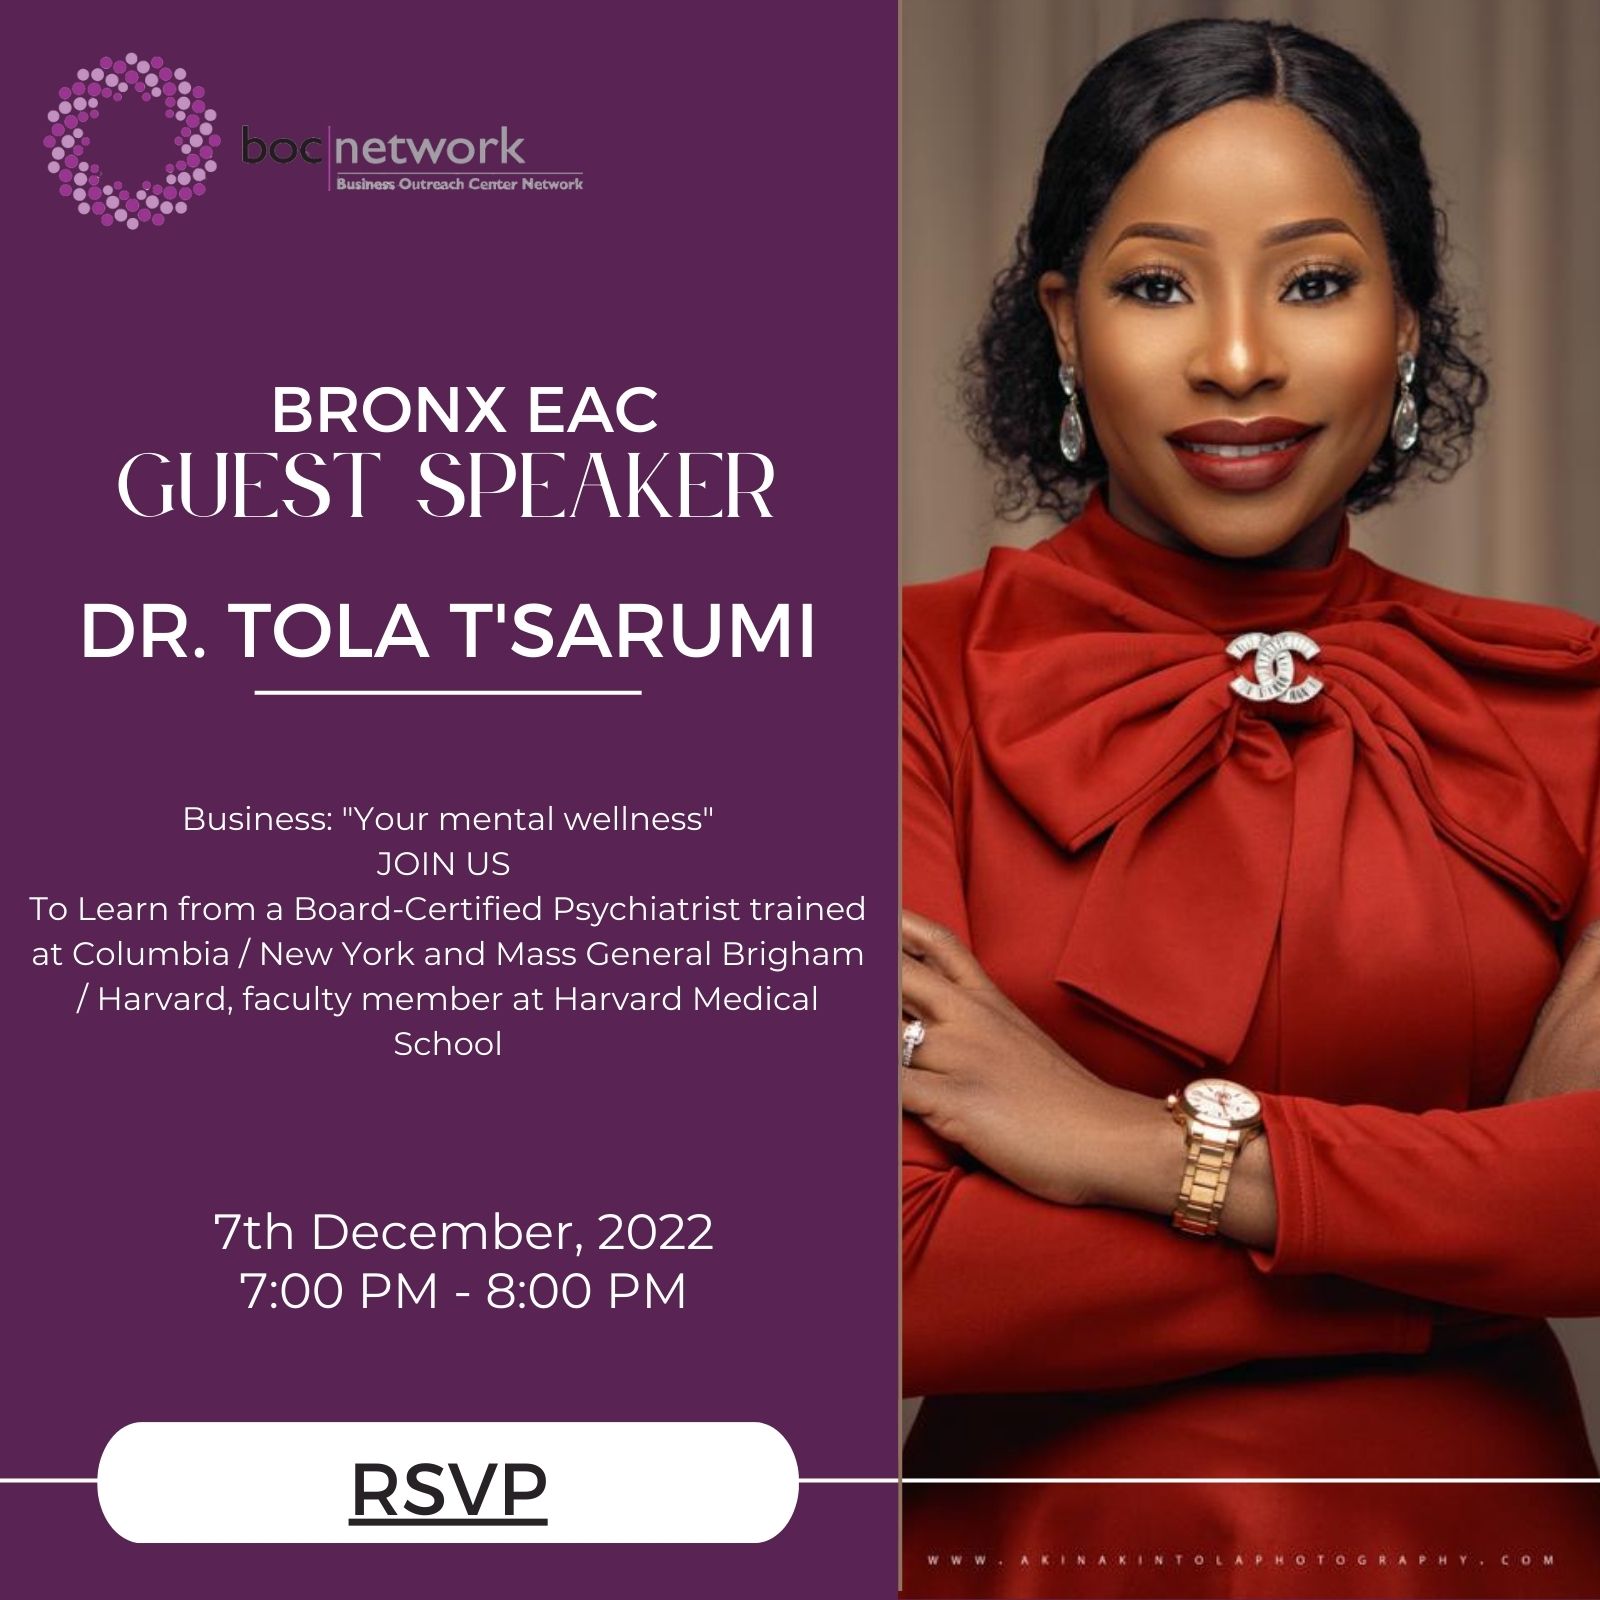 boc network
Business Outreach Center Network
BRONX EAC
GUEST SPEAKER
DR. TOLA T'SARUMI
Business: "Your mental wellness"
JOIN US
To Learn from a Board-Certified Psychiatrist trained
at Columbia / New York and Mass General Brigham
/ Harvard, faculty member at Harvard Medical
School
7th December, 2022
7:00 PM - 8:00 PM
RSVP
WWW.AKINAKINTOLAPHOTOGRAPHY.COM